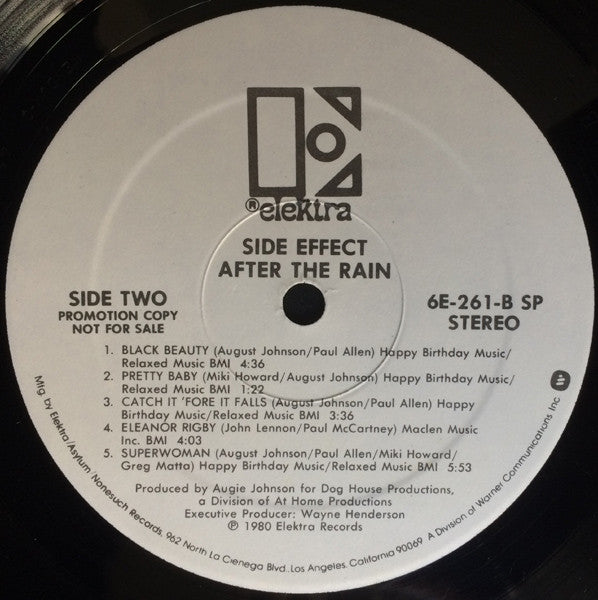 ® elektra
SIDE EFFECT
AFTER THE RAIN
SIDE TWO
PROMOTION COPY
NOT FOR SALE
6E-261-B SP
STEREO
1. BLACK BEAUTY (August Johnson/Paul Allen) Happy Birthday Music/
Relaxed Music BMI 4:36
2. PRETTY BABY (Miki Howard/August Johnson) Happy Birthday Music/
Relaxed Music BMI 1:22
3. CATCH IT 'FORE IT FALLS (August Johnson/Paul Allen) Happy
Birthday Music/Relaxed Music BMI 3:36
4. ELEANOR RIGBY (John Lennon/Paul McCartney) Maclen Music
Inc. BMI 4:03
5. SUPERWOMAN (August Johnson/Paul Allen/Miki Howard/
Greg Matta) Happy Birthday Music/Relaxed Music BMI 5:53
Produced by Augie Johnson for Dog House Productions,
a Division of At Home Productions
Executive Producer: Wayne Henderson
℗ 1980 Elektra Records
Mfg. by Elektra/Asylum/Nonesuch Records, 962 North La Cienega Blvd., Los Angeles, California 90069 A Division of Warner Communications Inc